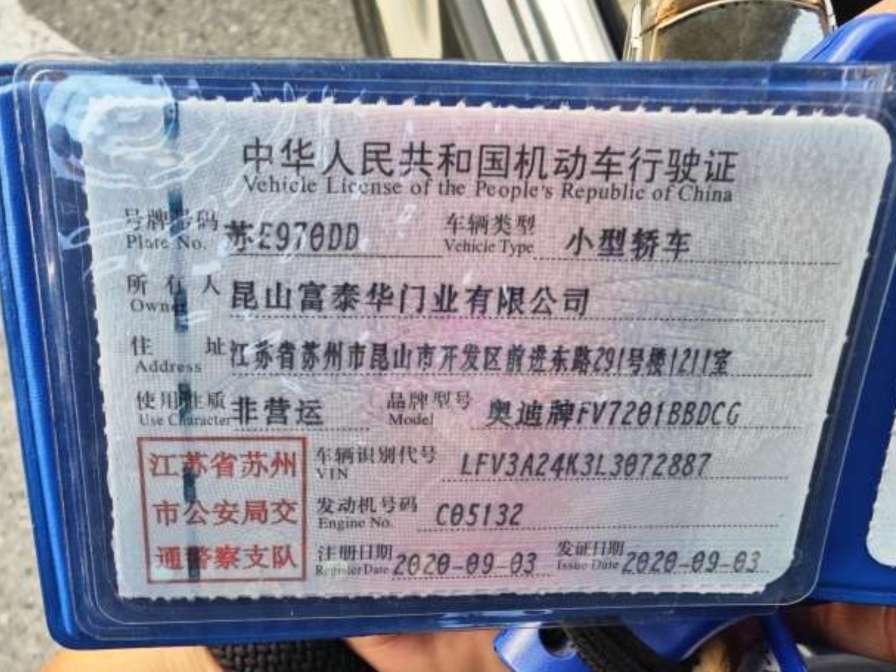 中华人民共和国机动车行驶证
Vehicle License of the People's Republic of China
号牌号码 苏E970DD 车辆类型 小型轿车
Plate No. Vehicle Type
所有人 昆山富泰华门业有限公司
Owner
住址 江苏省苏州市昆山市开发区前进东路291号楼1211室
Address
使用性质 非营运 品牌型号 奥迪牌FV7201BBDCG
Use Character Model
江苏省苏州 车辆识别代号 LFV3A24K3L3072887
VIN
市公安局交 发动机号码 C05132
Engine No.
通警察支队 注册日期 2020-09-03 发证日期 2020-09-03
Register Date Issue Date